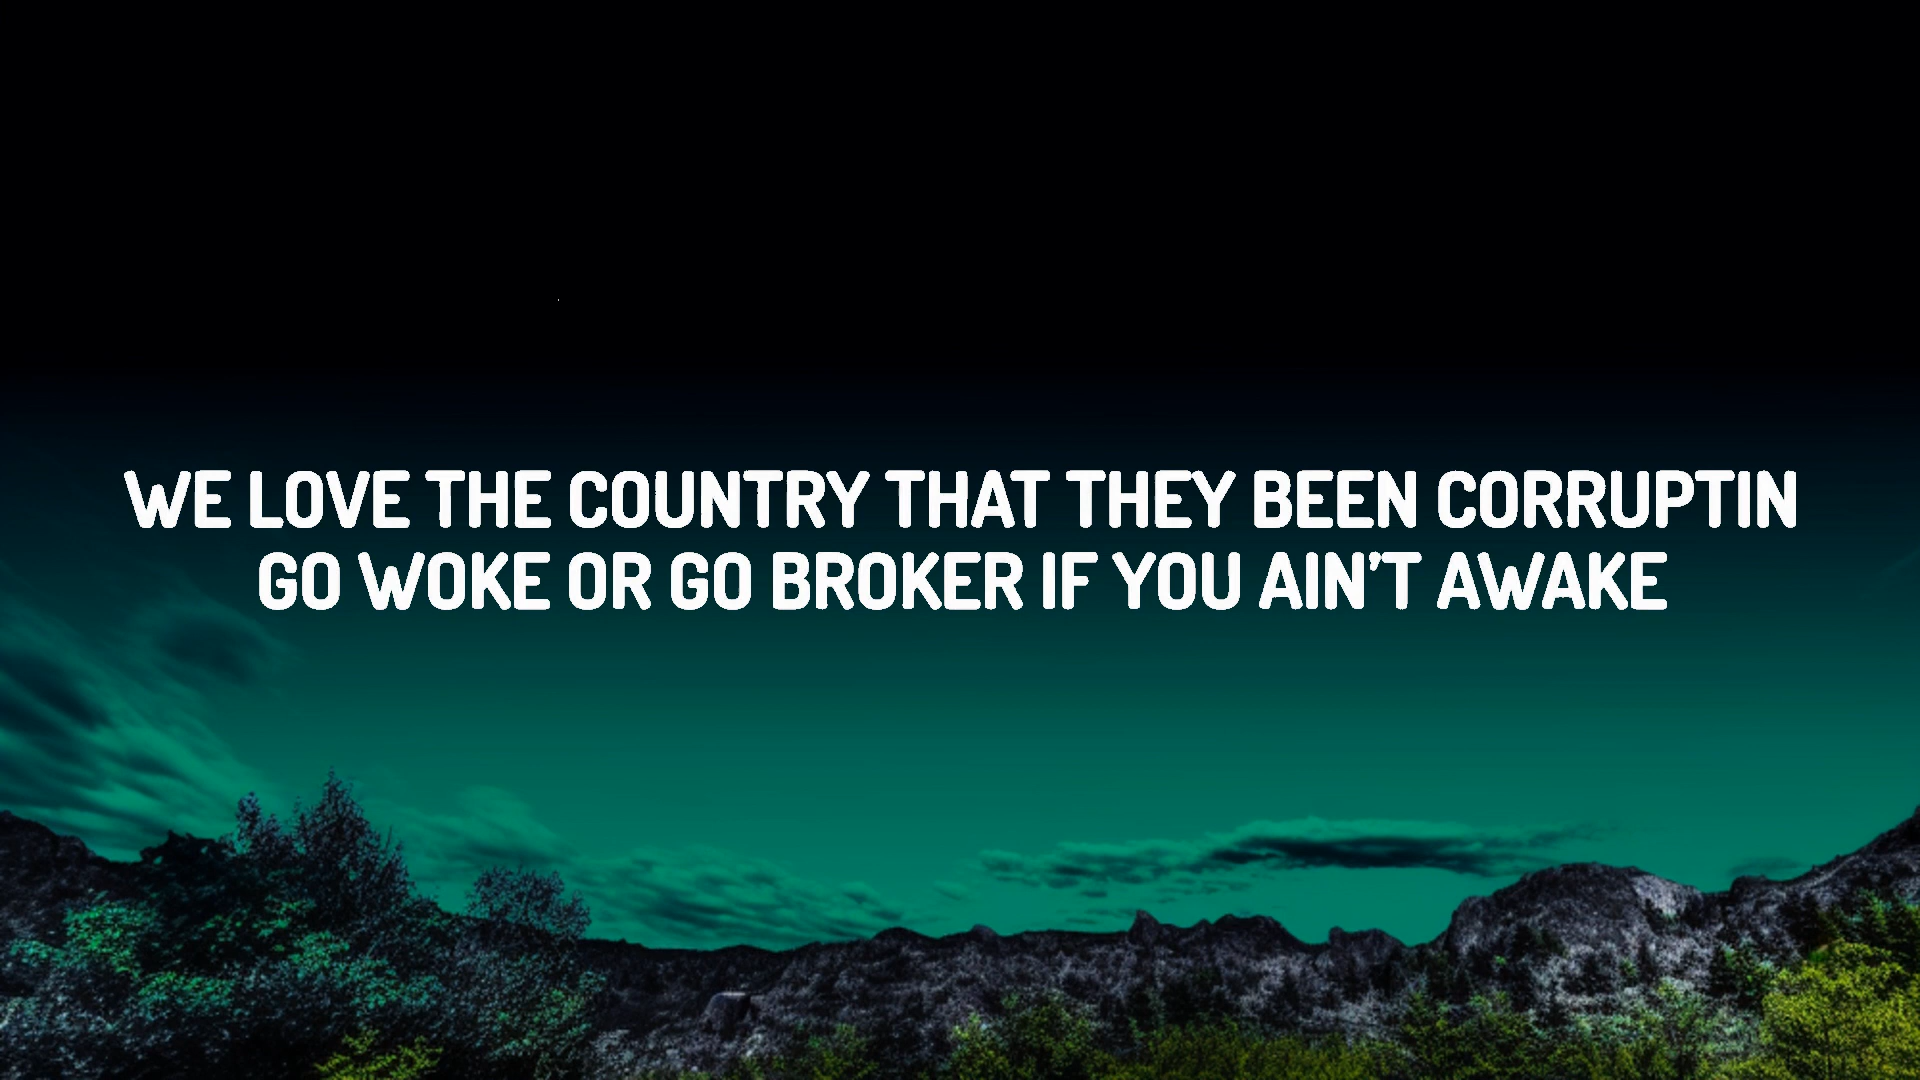 WE LOVE THE COUNTRY THAT THEY BEEN CORRUPTIN
GO WOKE OR GO BROKER IF YOU AIN'T AWAKE